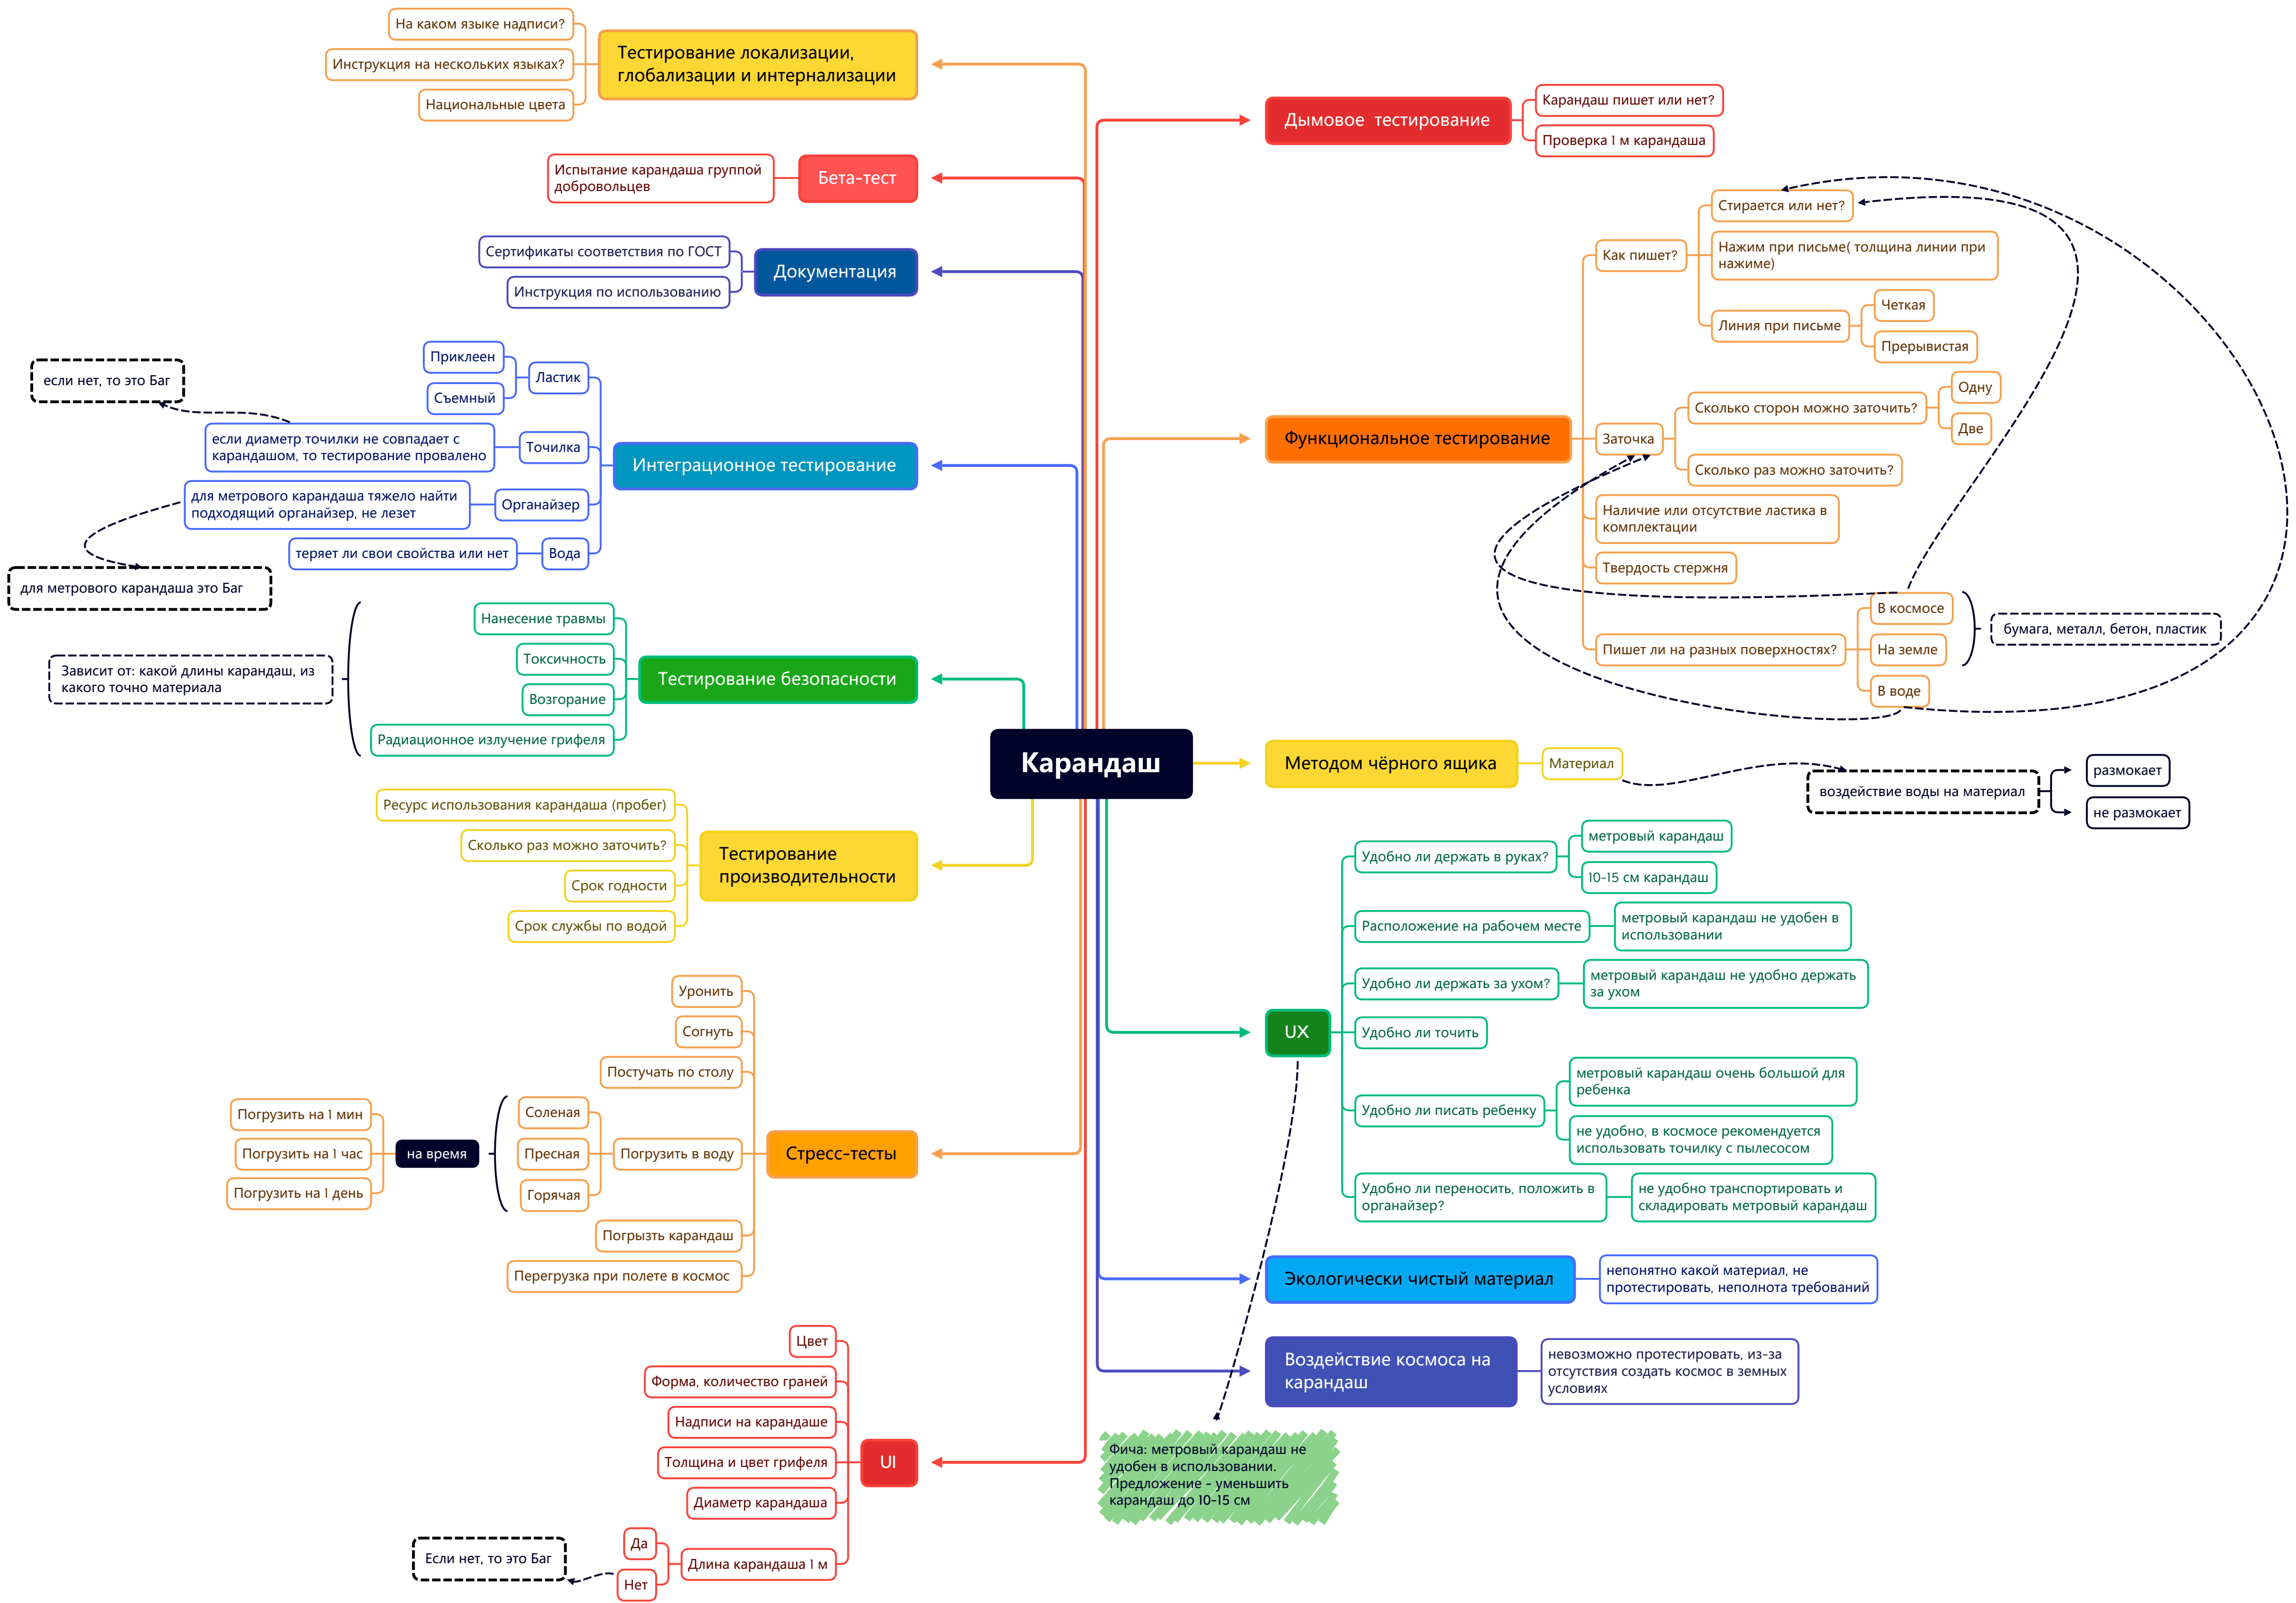 На каком языке надписи?
Инструкция на нескольких языках?
Национальные цвета
Тестирование локализации,
глобализации и интернализации
Испытание карандаша группой
добровольцев
Бета-тест
Сертификаты соответствия по ГОСТ
Инструкция по использованию
Документация
если нет, то это Баг
Приклеен
Съемный
Ластик
если диаметр точилки не совпадает с
карандашом, то тестирование провалено
Точилка
для метрового карандаша тяжело найти
подходящий органайзер, не лезет
Органайзер
теряет ли свои свойства или нет
Вода
Интеграционное тестирование
для метрового карандаша это Баг
Зависит от: какой длины карандаш, из
какого точно материала
Нанесение травмы
Токсичность
Возгорание
Радиационное излучение грифеля
Тестирование безопасности
Ресурс использования карандаша (пробег)
Сколько раз можно заточить?
Срок годности
Срок службы по водой
Тестирование
производительности
Уронить
Согнуть
Постучать по столу
Погрузить на 1 мин
Погрузить на 1 час
Погрузить на 1 день
на время
Соленая
Пресная
Горячая
Погрузить в воду
Погрызть карандаш
Перегрузка при полете в космос
Стресс-тесты
Цвет
Форма, количество граней
Надписи на карандаше
Толщина и цвет грифеля
Диаметр карандаша
Длина карандаша 1 м
Да
Нет
Если нет, то это Баг
UI
Карандаш
Дымовое  тестирование
Карандаш пишет или нет?
Проверка 1 м карандаша
Функциональное тестирование
Как пишет?
Стирается или нет?
Нажим при письме( толщина линии при
нажиме)
Линия при письме
Четкая
Прерывистая
Заточка
Сколько сторон можно заточить?
Одну
Две
Сколько раз можно заточить?
Наличие или отсутствие ластика в
комплектации
Твердость стержня
Пишет ли на разных поверхностях?
В космосе
На земле
В воде
бумага, металл, бетон, пластик
Методом чёрного ящика
Материал
воздействие воды на материал
размокает
не размокает
UX
Удобно ли держать в руках?
метровый карандаш
10-15 см карандаш
Расположение на рабочем месте
метровый карандаш не удобен в
использовании
Удобно ли держать за ухом?
метровый карандаш не удобно держать
за ухом
Удобно ли точить
Удобно ли писать ребенку
метровый карандаш очень большой для
ребенка
не удобно, в космосе рекомендуется
использовать точилку с пылесосом
Удобно ли переносить, положить в
органайзер?
не удобно транспортировать и
складировать метровый карандаш
Экологически чистый материал
непонятно какой материал, не
протестировать, неполнота требований
Воздействие космоса на
карандаш
невозможно протестировать, из-за
отсутствия создать космос в земных
условиях
Фича: метровый карандаш не
удобен в использовании.
Предложение - уменьшить
карандаш до 10-15 см